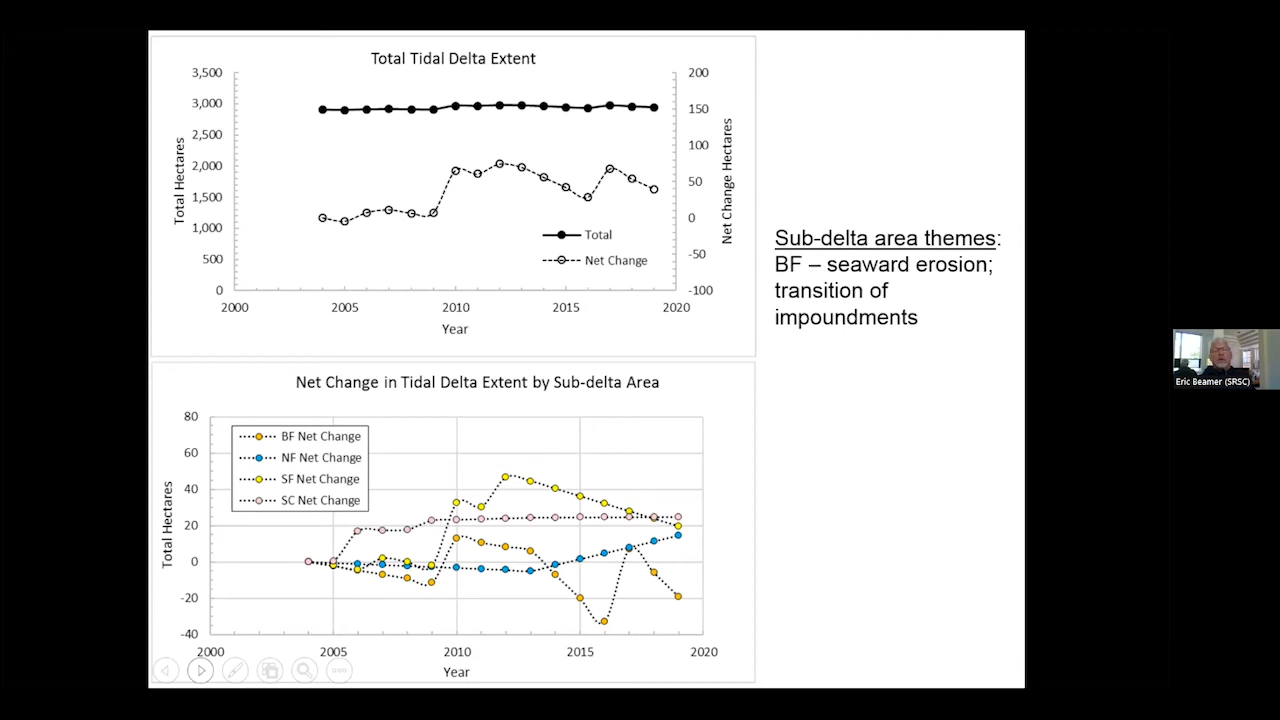 Total Tidal Delta Extent
3,500
3,000
2,500
2,000
1,500
1,000
500
0
Total Hectares
200
150
100
50
0
-50
-100
Net Change Hectares
Total
Net Change
2000
2005
2010
2015
2020
Year
Sub-delta area themes:
BF – seaward erosion;
transition of
impoundments
Net Change in Tidal Delta Extent by Sub-delta Area
80
60
40
20
0
-20
-40
Total Hectares
BF Net Change
NF Net Change
SF Net Change
SC Net Change
2000
2005
2010
2015
2020
Year
Eric Beamer (SRSC)